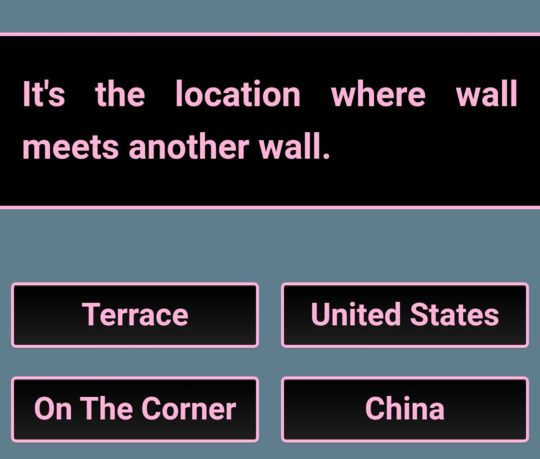 It's the location where wall
meets another wall.
Terrace
United States
On The Corner
China